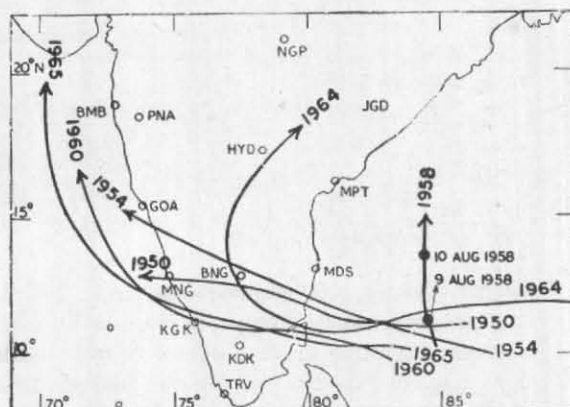 1965
NGP
20° N
BMB
PNA
1964
JGD
1960
HYD
1954
MPT
1958
GOA
15°
10 AUG 1958
1950
BNG
MDS
9 AUG 1958
MNG
1964
KGK
1950
1954
10°
KDK
1965
1960
TRV
70°
75°
80°
85°